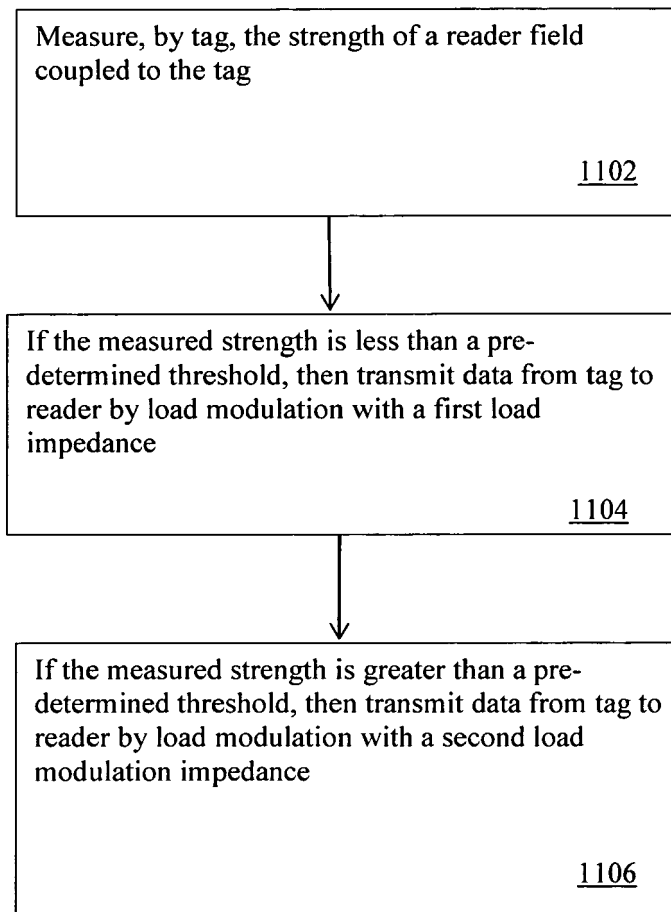 Measure, by tag, the strength of a reader field
coupled to the tag
1102
If the measured strength is less than a pre-
determined threshold, then transmit data from tag to
reader by load modulation with a first load
impedance
1104
If the measured strength is greater than a pre-
determined threshold, then transmit data from tag to
reader by load modulation with a second load
modulation impedance
1106